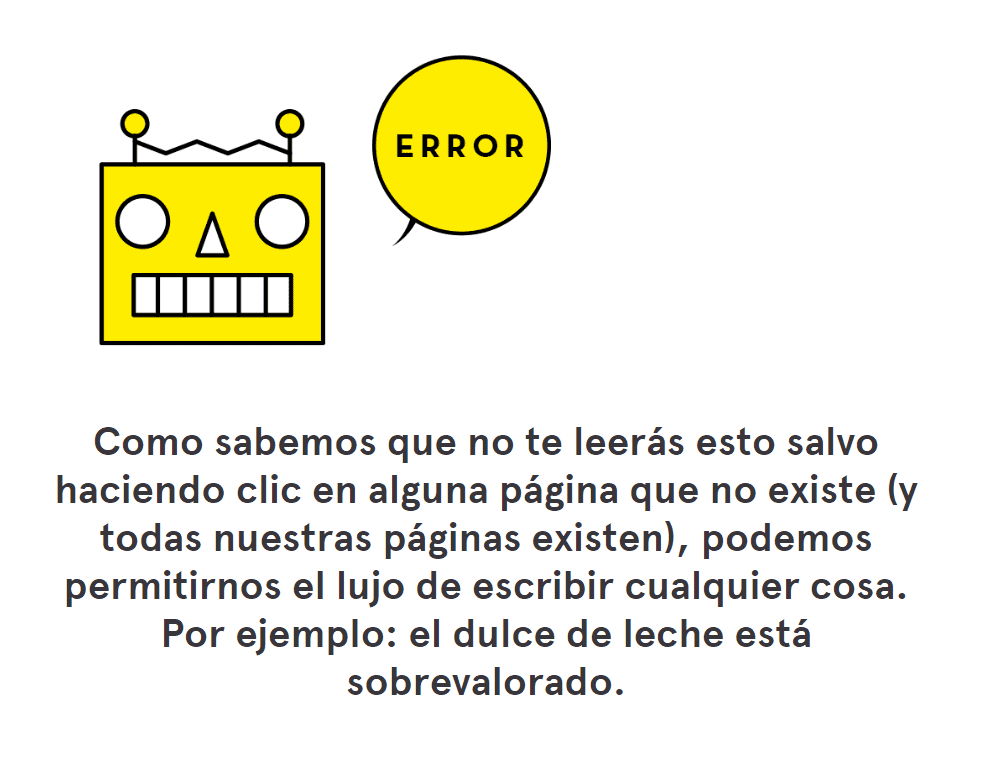 ERROR
Como sabemos que no te leerás esto salvo
haciendo clic en alguna página que no existe (y
todas nuestras páginas existen), podemos
permitirnos el lujo de escribir cualquier cosa.
Por ejemplo: el dulce de leche está
sobrevalorado.